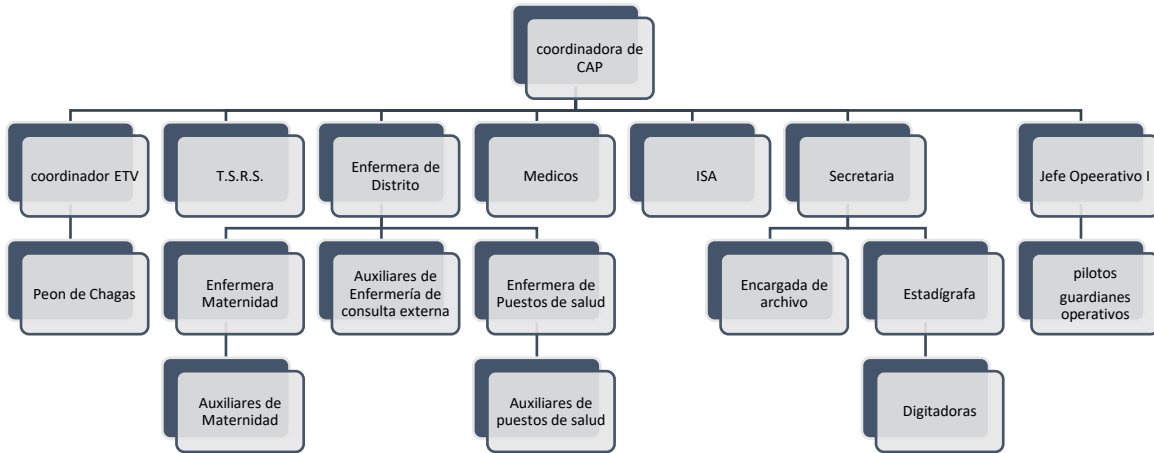 coordinadora de
CAP
coordinador ETV
T.S.R.S.
Enfermera de
Distrito
Medicos
ISA
Secretaria
Jefe Opeerativo I
Peon de Chagas
Enfermera
Maternidad
Auxiliares de
Enfermería de
consulta externa
Enfermera de
Puestos de salud
Encargada de
archivo
Estadígrafa
pilotos
guardianes
operativos
Auxiliares de
Maternidad
Auxiliares de
puestos de salud
Digitadoras